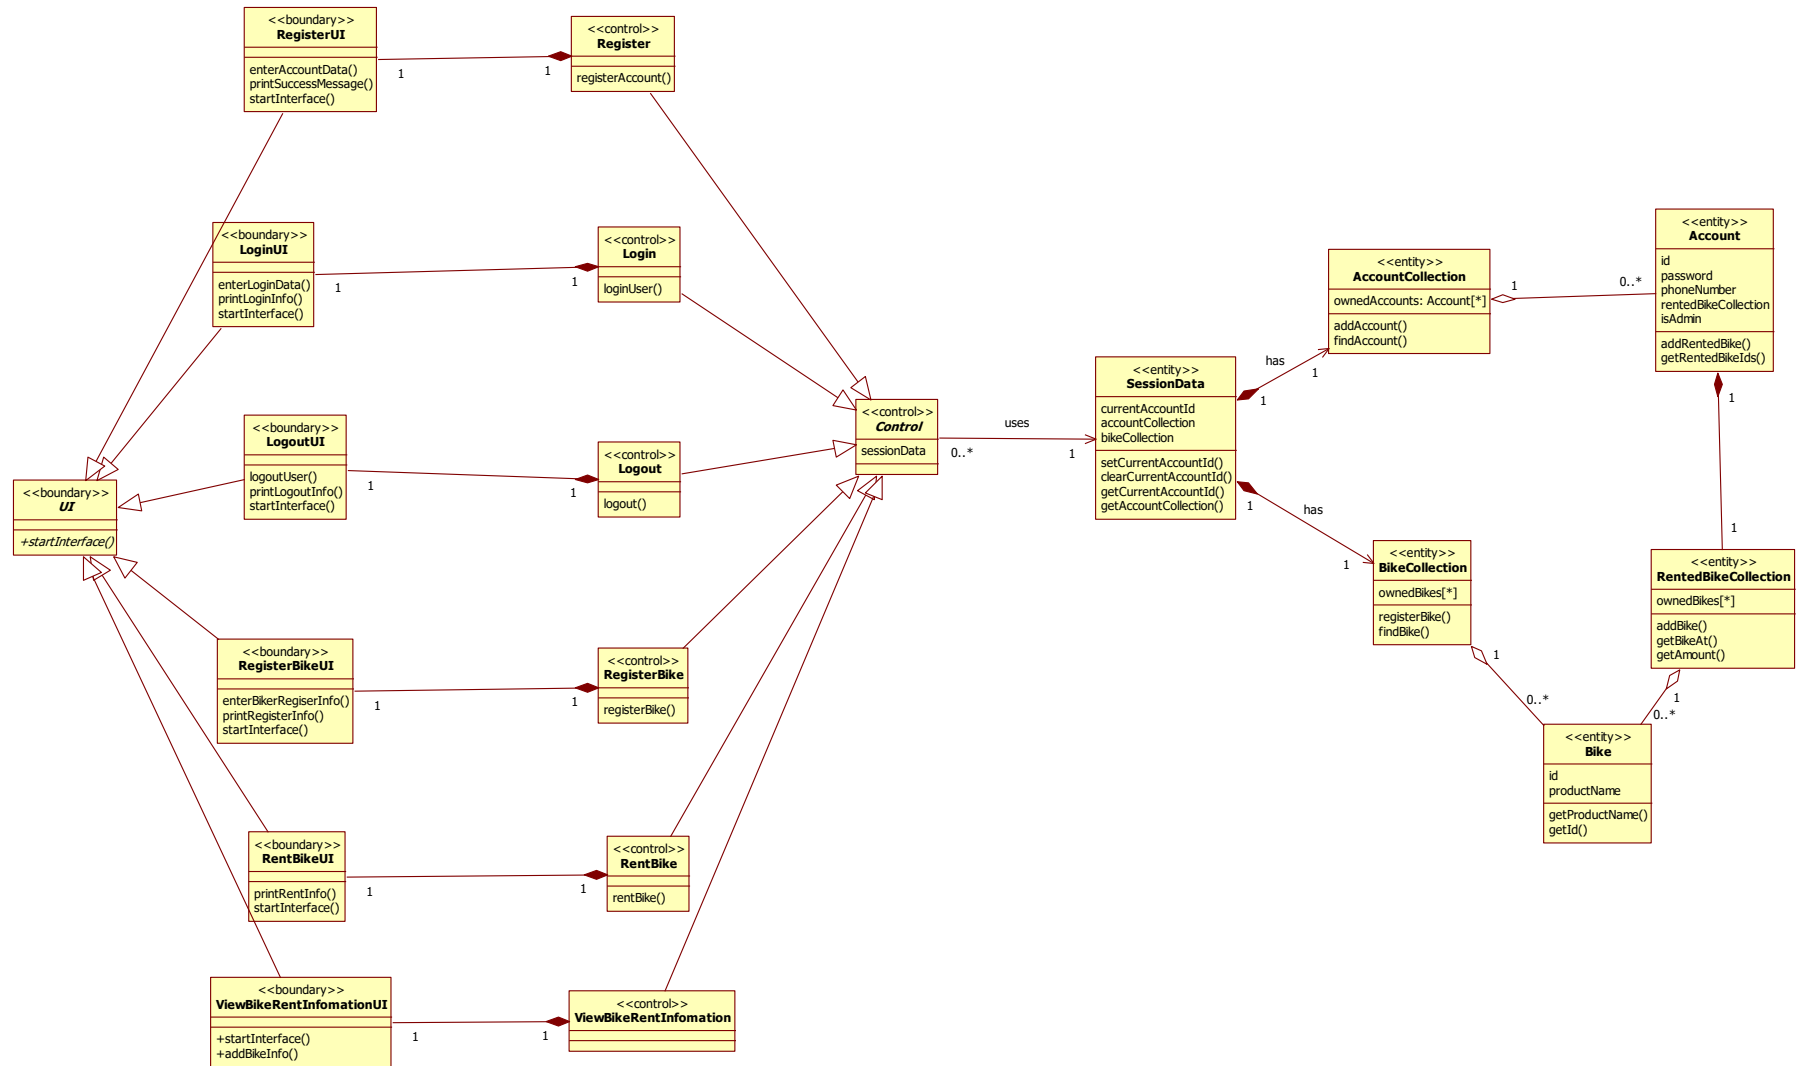 <<boundary>>
RegisterUI
enterAccountData()
printSuccessMessage()
startInterface()
1
1
<<control>>
Register
registerAccount()
<<boundary>>
LoginUI
enterLoginData()
printLoginInfo()
startInterface()
1
1
<<control>>
Login
loginUser()
<<boundary>>
LogoutUI
logoutUser()
printLogoutInfo()
startInterface()
1
1
<<control>>
Logout
logout()
<<boundary>>
UI
+startInterface()
<<boundary>>
RegisterBikeUI
enterBikerRegiserInfo()
printRegisterInfo()
startInterface()
1
1
<<control>>
RegisterBike
registerBike()
<<boundary>>
RentBikeUI
printRentInfo()
startInterface()
1
1
<<control>>
RentBike
rentBike()
<<boundary>>
ViewBikeRentInfomationUI
+startInterface()
+addBikeInfo()
1
1
<<control>>
ViewBikeRentInfomation
<<control>>
Control
sessionData
uses
0..*
1
<<entity>>
SessionData
currentAccountId
accountCollection
bikeCollection
setCurrentAccountId()
clearCurrentAccountId()
getCurrentAccountId()
getAccountCollection()
has
1
1
has
1
1
<<entity>>
AccountCollection
ownedAccounts: Account[*]
addAccount()
findAccount()
1
0..*
<<entity>>
Account
id
password
phoneNumber
rentedBikeCollection
isAdmin
addRentedBike()
getRentedBikeIds()
1
1
<<entity>>
BikeCollection
ownedBikes[*]
registerBike()
findBike()
1
0..*
<<entity>>
RentedBikeCollection
ownedBikes[*]
addBike()
getBikeAt()
getAmount()
1
0..*
<<entity>>
Bike
id
productName
getProductName()
getId()